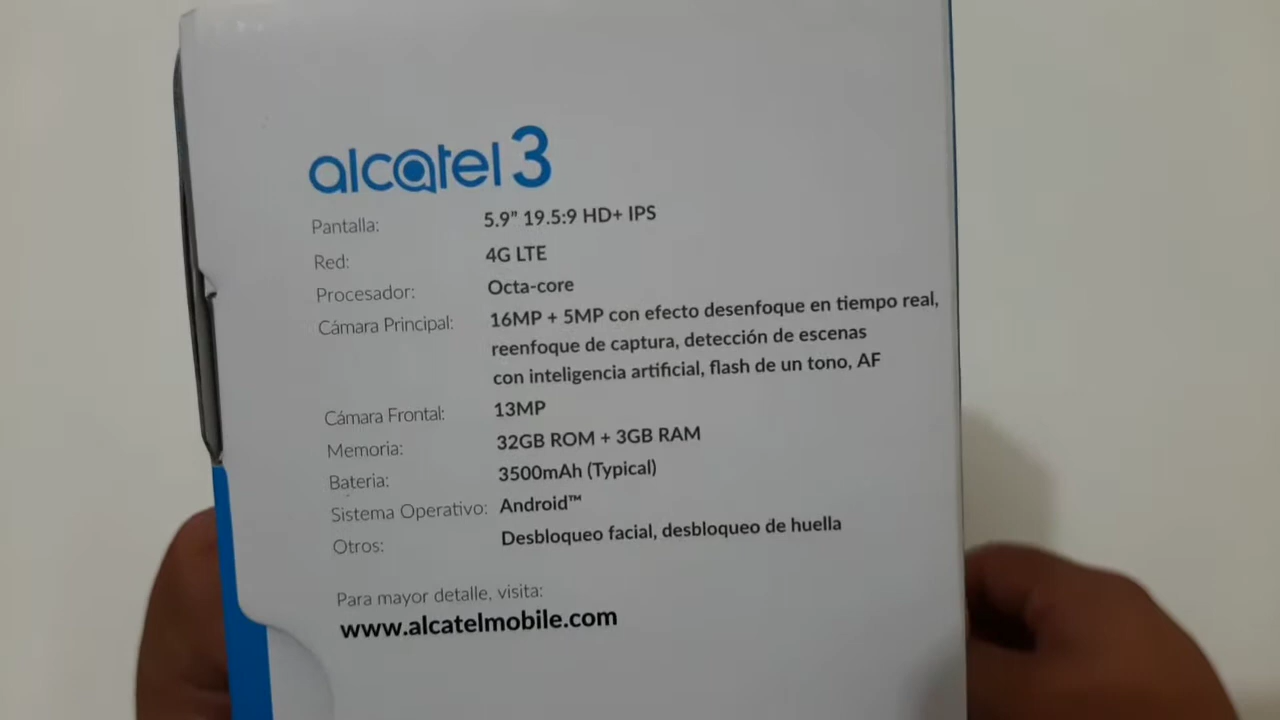 alcatel 3
Pantalla: 5.9" 19.5:9 HD+ IPS
Red: 4G LTE
Procesador: Octa-core
Cámara Principal: 16MP + 5MP con efecto desenfoque en tiempo real,
reenfoque de captura, detección de escenas
con inteligencia artificial, flash de un tono, AF
Cámara Frontal: 13MP
Memoria: 32GB ROM + 3GB RAM
Bateria: 3500mAh (Typical)
Sistema Operativo: Android™
Otros: Desbloqueo facial, desbloqueo de huella
Para mayor detalle, visita:
www.alcatelmobile.com